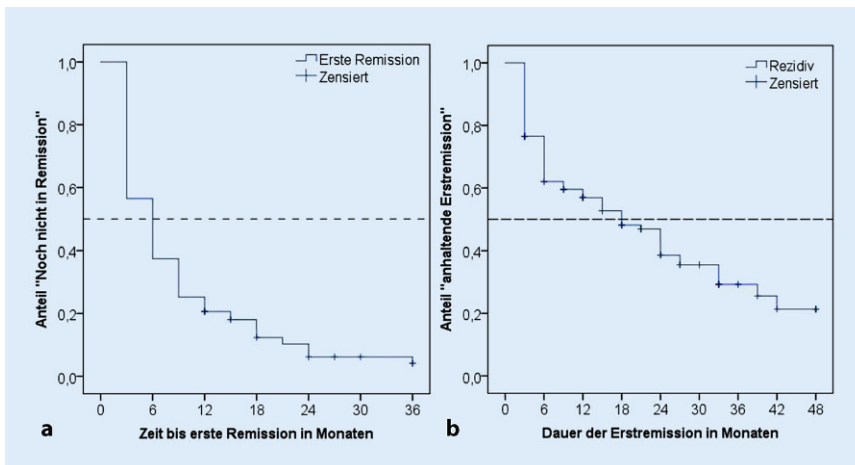 Erste Remission
Zensiert
1,0
0,8
0,6
0,4
0,2
0,0
Anteil "Noch nicht in Remission"
0 6 12 18 24 30 36
Zeit bis erste Remission in Monaten
a
Rezidiv
Zensiert
1,0
0,8
0,6
0,4
0,2
0,0
Anteil "anhaltende Erstremission"
0 6 12 18 24 30 36 42 48
Dauer der Erstremission in Monaten
b